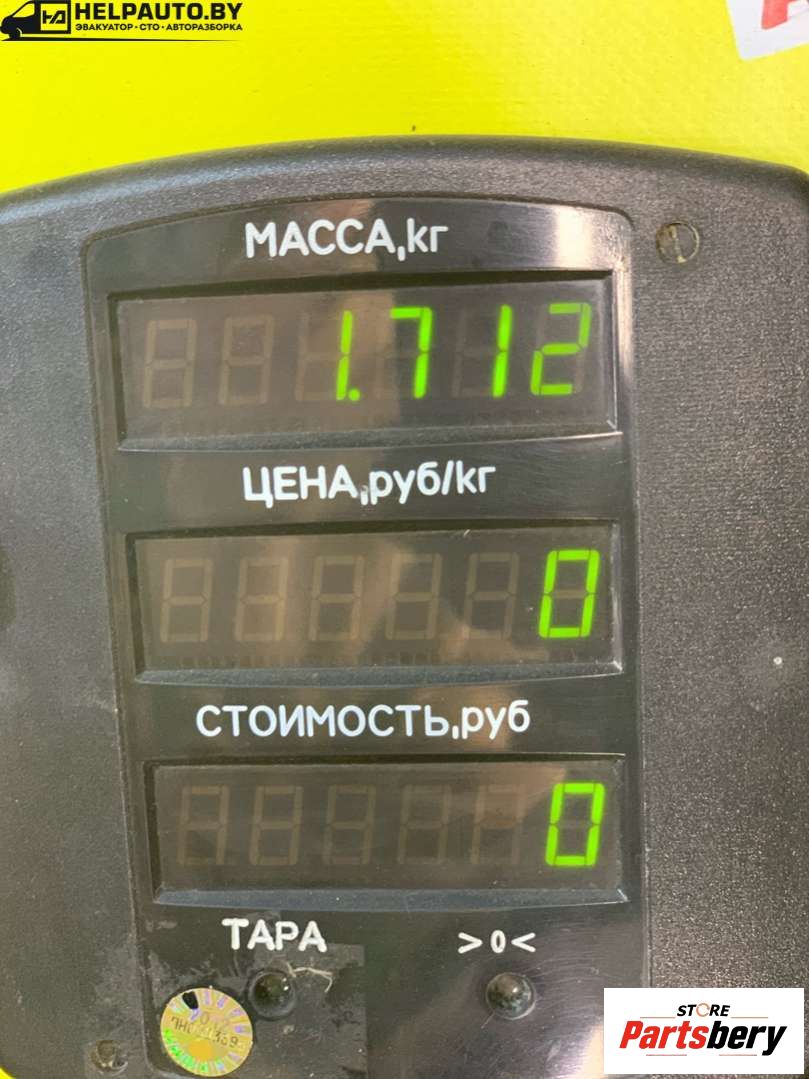 HELPAUTO.BY
ЭВАКУАТОР•СТО•АВТОРАЗБОРКА
МАССА,кг
1.712
ЦЕНА,руб/кг
0
СТОИМОСТЬ,руб
0
ТАРА >0<
STORE
Partsbery